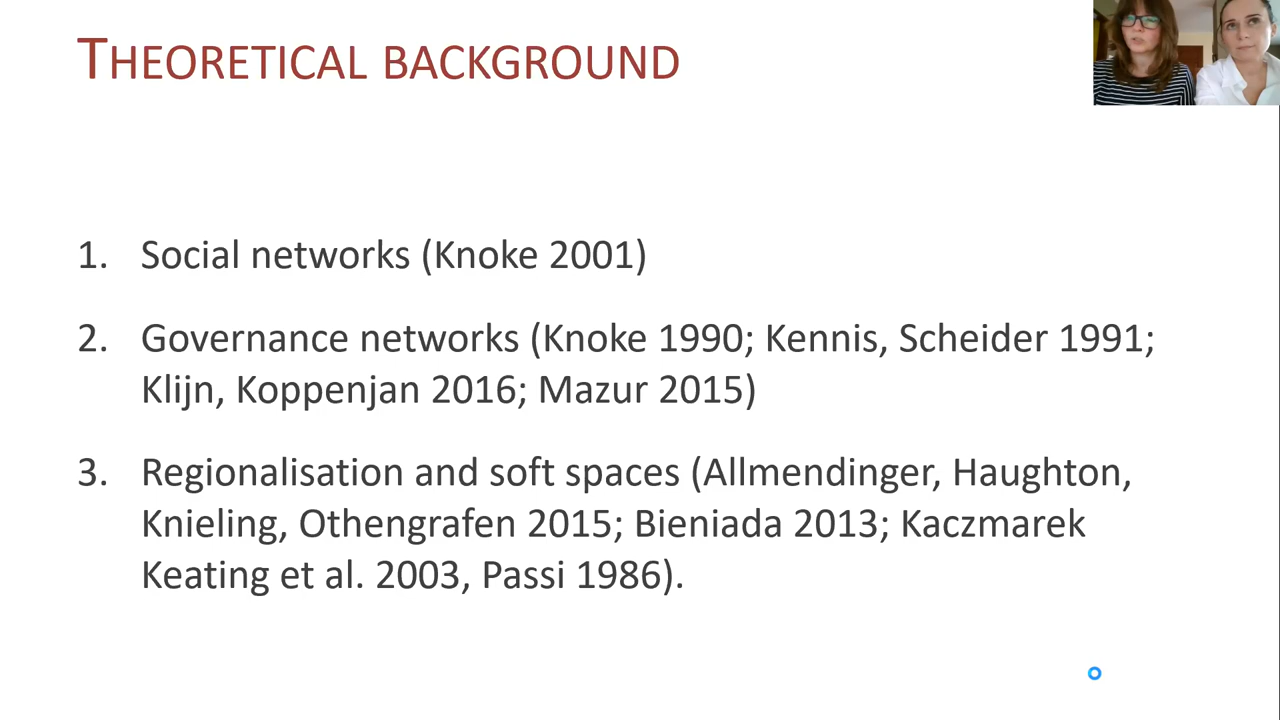 THEORETICAL BACKGROUND
1. Social networks (Knoke 2001)
2. Governance networks (Knoke 1990; Kennis, Scheider 1991;
Klijn, Koppenjan 2016; Mazur 2015)
3. Regionalisation and soft spaces (Allmendinger, Haughton,
Knieling, Othengrafen 2015; Bieniada 2013; Kaczmarek
Keating et al. 2003, Passi 1986).